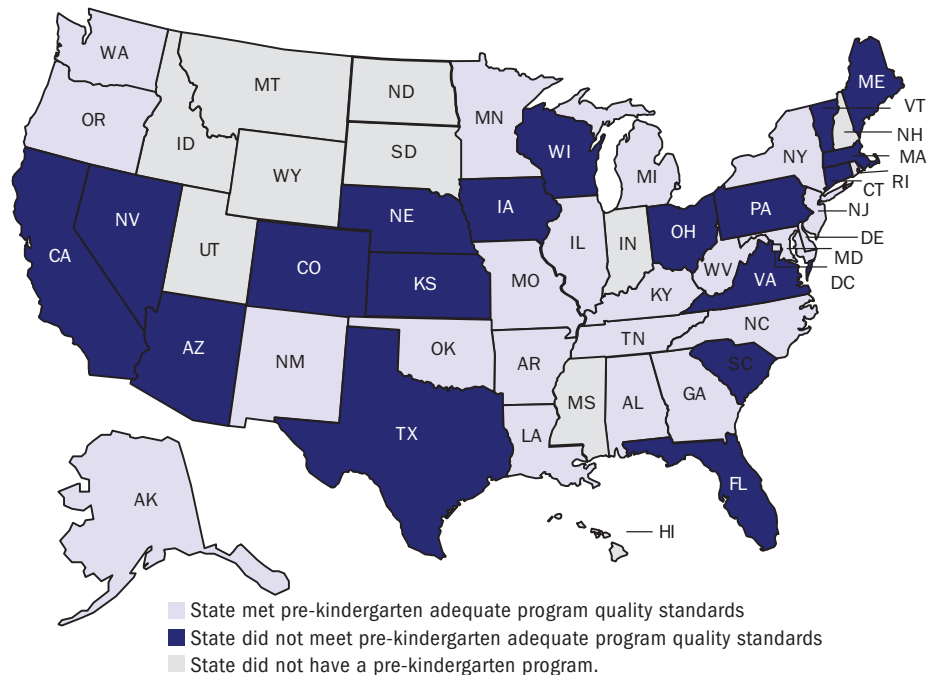 WA
MT
ND
MN
ME
VT
OR
ID
SD
WI
NY
NH
MA
WY
MI
RI
CT
NV
NE
IA
PA
NJ
UT
IL
IN
OH
DE
CA
CO
WV
MD
KS
MO
VA
DC
KY
AZ
NM
OK
AR
TN
NC
SC
MS
AL
GA
TX
LA
FL
AK
HI
State met pre-kindergarten adequate program quality standards
State did not meet pre-kindergarten adequate program quality standards
State did not have a pre-kindergarten program.